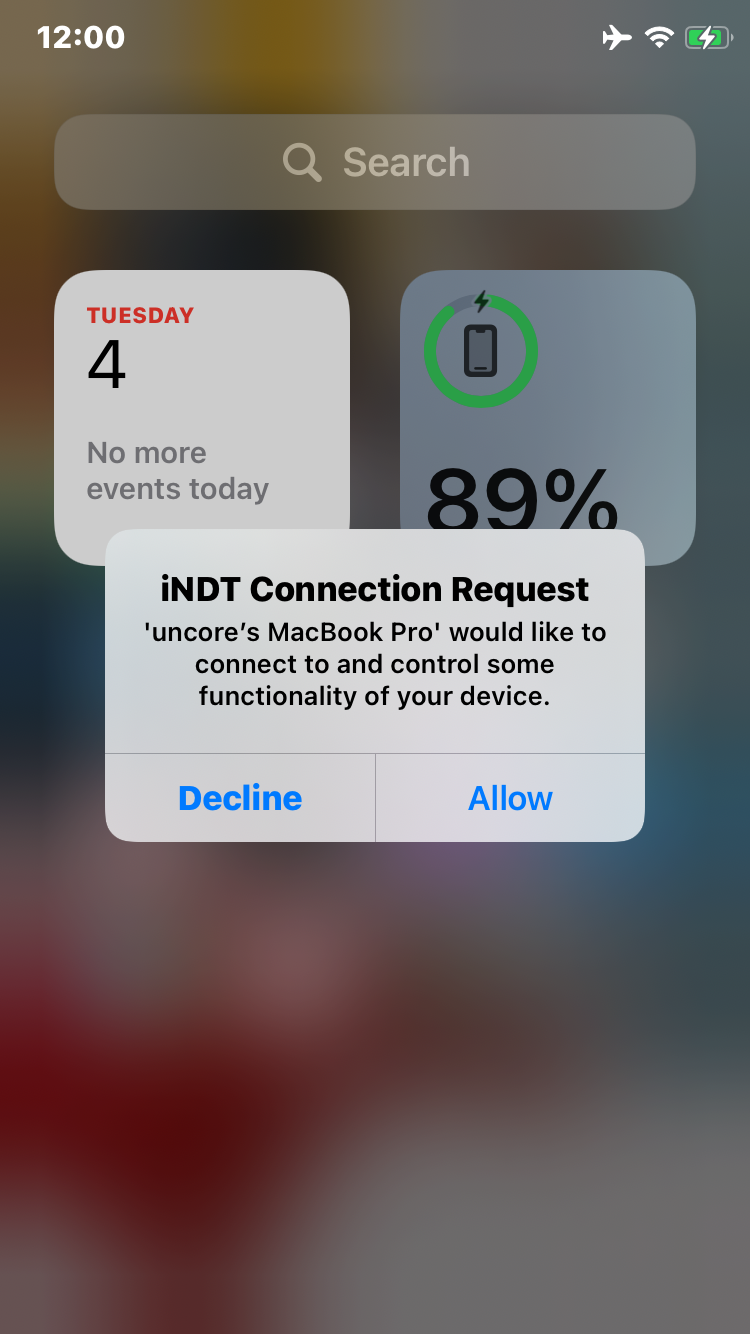 12:00
Search
TUESDAY
4
No more
events today
89%
iNDT Connection Request
'uncore’s MacBook Pro' would like to
connect to and control some
functionality of your device.
Decline
Allow